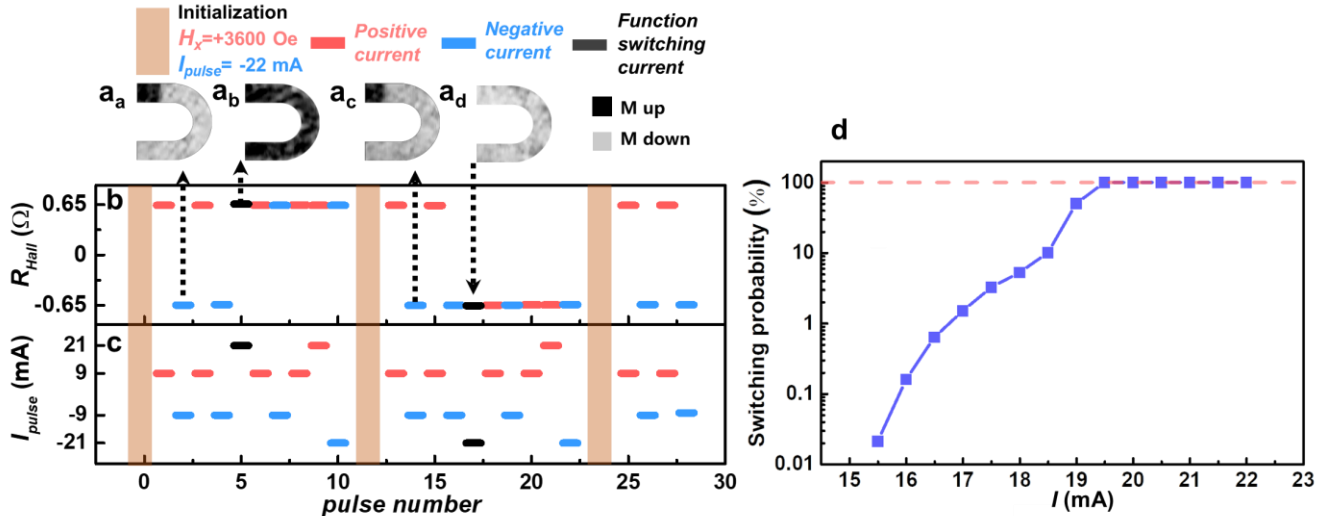 Initialization
Hx=+3600 Oe
Ipulse= -22 mA
Positive
current
Negative
current
Function
switching
current
aa
ab
ac
ad
M up
M down
b
RHall (Ω)
0.65
0
-0.65
c
Ipulse (mA)
21
9
-9
-21
0 5 10 15 20 25 30
pulse number
d
Switching probability (%)
100
10
1
0.1
0.01
15 16 17 18 19 20 21 22 23
I (mA)